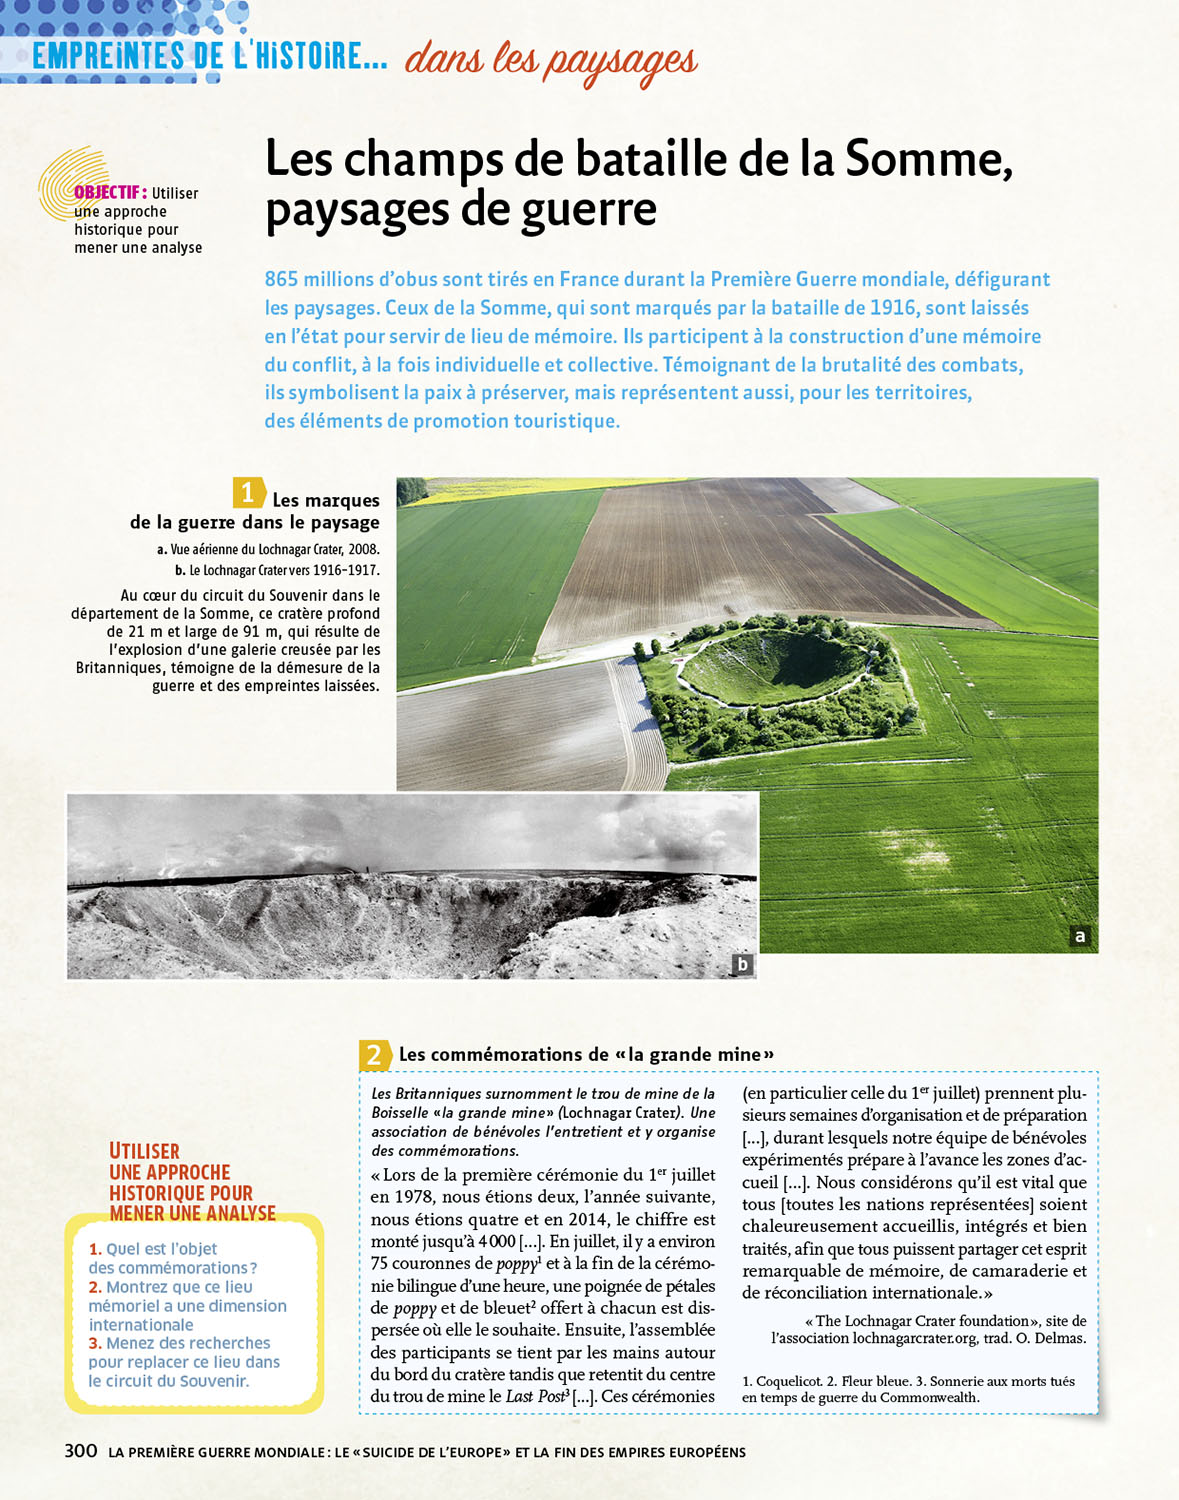 EMPREINTES DE L'HISTOIRE... dans les paysages
Les champs de bataille de la Somme,
paysages de guerre
OBJECTIF : Utiliser
une approche
historique pour
mener une analyse
865 millions d'obus sont tirés en France durant la Première Guerre mondiale, défigurant
les paysages. Ceux de la Somme, qui sont marqués par la bataille de 1916, sont laissés
en l'état pour servir de lieu de mémoire. Ils participent à la construction d'une mémoire
du conflit, à la fois individuelle et collective. Témoignant de la brutalité des combats,
ils symbolisent la paix à préserver, mais représentent aussi, pour les territoires,
des éléments de promotion touristique.
1 Les marques
de la guerre dans le paysage
a. Vue aérienne du Lochnagar Crater, 2008.
b. Le Lochnagar Crater vers 1916-1917.
Au cœur du circuit du Souvenir dans le
département de la Somme, ce cratère profond
de 21 m et large de 91 m, qui résulte de
l'explosion d'une galerie creusée par les
Britanniques, témoigne de la démesure de la
guerre et des empreintes laissées.
a
b
2 Les commémorations de « la grande mine »
Les Britanniques surnomment le trou de mine de la
Boisselle « la grande mine » (Lochnagar Crater). Une
association de bénévoles l'entretient et y organise
des commémorations.
« Lors de la première cérémonie du 1er juillet
en 1978, nous étions deux, l'année suivante,
nous étions quatre et en 2014, le chiffre est
monté jusqu'à 4 000 [...]. En juillet, il y a environ
75 couronnes de poppy1 et à la fin de la cérémo-
nie bilingue d'une heure, une poignée de pétales
de poppy et de bleuet2 offert à chacun est dis-
persée où elle le souhaite. Ensuite, l'assemblée
des participants se tient par les mains autour
du bord du cratère tandis que retentit du centre
du trou de mine le Last Post3 [...]. Ces cérémonies
(en particulier celle du 1er juillet) prennent plu-
sieurs semaines d'organisation et de préparation
[...], durant lesquels notre équipe de bénévoles
expérimentés prépare à l'avance les zones d'ac-
cueil [...]. Nous considérons qu'il est vital que
tous [toutes les nations représentées] soient
chaleureusement accueillis, intégrés et bien
traités, afin que tous puissent partager cet esprit
remarquable de mémoire, de camaraderie et
de réconciliation internationale. »
« The Lochnagar Crater foundation », site de
l'association lochnagarcrater.org, trad. O. Delmas.
1. Coquelicot. 2. Fleur bleue. 3. Sonnerie aux morts tués
en temps de guerre du Commonwealth.
UTILISER
UNE APPROCHE
HISTORIQUE POUR
MENER UNE ANALYSE
1. Quel est l'objet
des commémorations ?
2. Montrez que ce lieu
mémoriel a une dimension
internationale
3. Menez des recherches
pour replacer ce lieu dans
le circuit du Souvenir.
300 LA PREMIÈRE GUERRE MONDIALE : LE « SUICIDE DE L'EUROPE » ET LA FIN DES EMPIRES EUROPÉENS